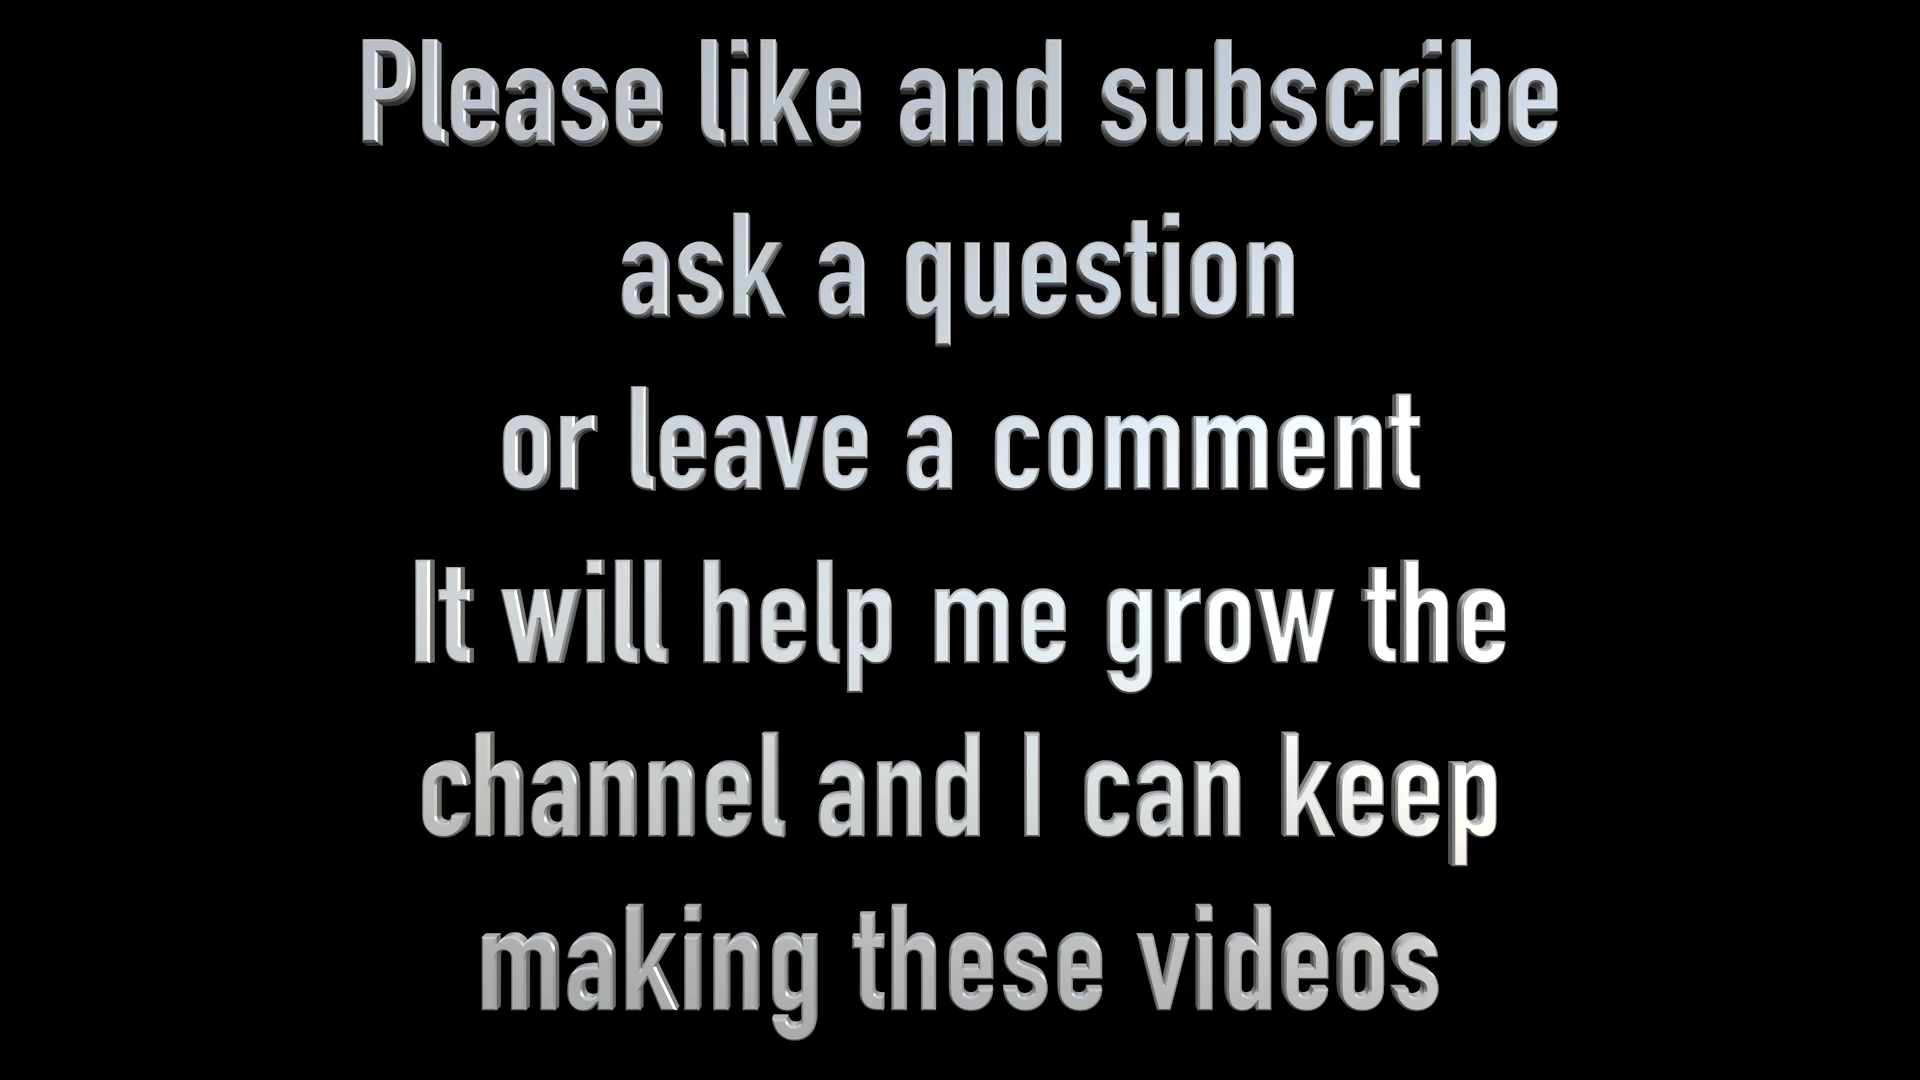 Please like and subscribe
ask a question
or leave a comment
It will help me grow the
channel and I can keep
making these videos